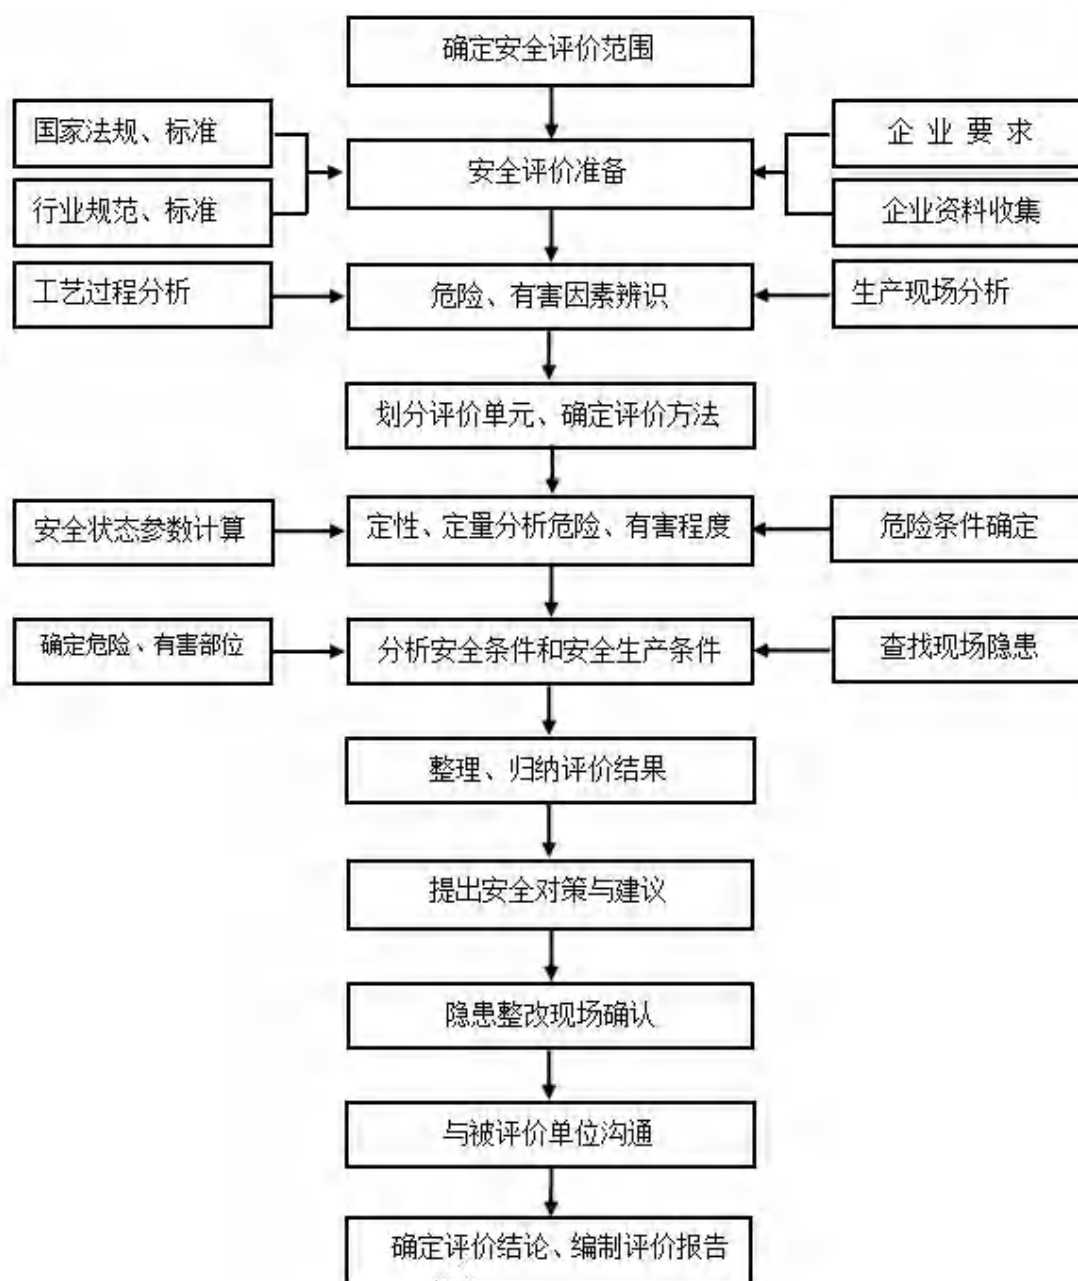 确定安全评价范围
国家法规、标准
企 业 要 求
安全评价准备
行业规范、标准
企业资料收集
工艺过程分析
危险、有害因素辨识
生产现场分析
划分评价单元、确定评价方法
安全状态参数计算
定性、定量分析危险、有害程度
危险条件确定
确定危险、有害部位
分析安全条件和安全生产条件
查找现场隐患
整理、归纳评价结果
提出安全对策与建议
隐患整改现场确认
与被评价单位沟通
确定评价结论、编制评价报告